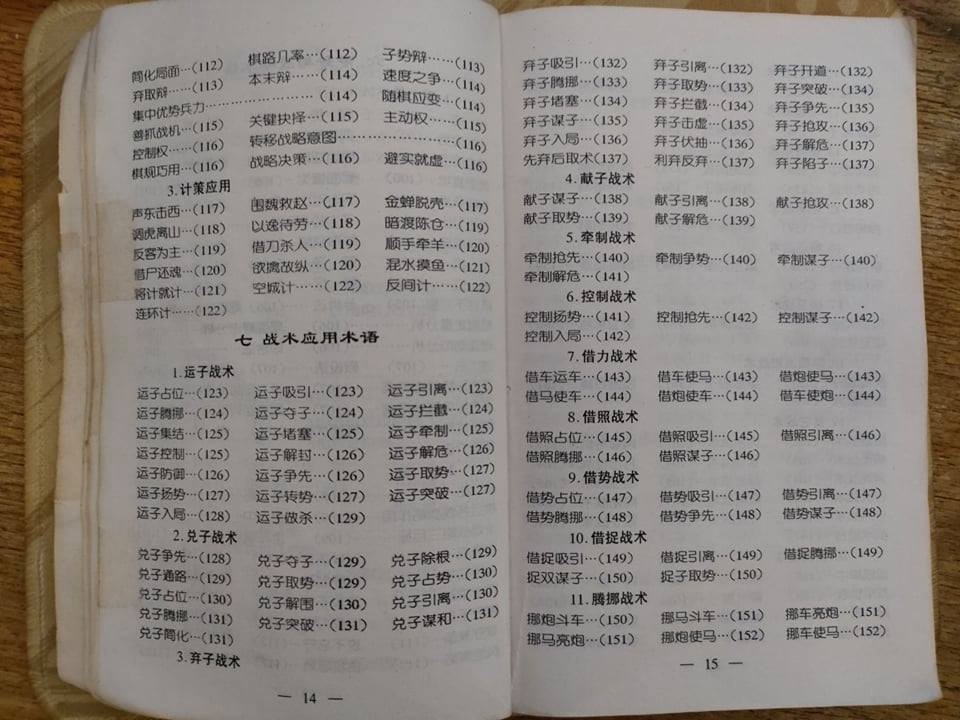 简化局面…(112) 棋路几率…(112) 子势辩……(113)
弃取辩……(113) 本末辩……(114) 速度之争…(114)
集中优势兵力……………………(114) 随棋应变…(114)
善抓战机…(115) 关键抉择…(115) 主动权……(115)
控制权……(116) 转移战略意图……………………(116)
棋规巧用…(116) 战略决策…(116) 避实就虚…(116)
3.计策应用
声东击西…(117) 围魏救赵…(117) 金蝉脱壳…(117)
调虎离山…(118) 以逸待劳…(118) 暗渡陈仓…(119)
反客为主…(119) 借刀杀人…(119) 顺手牵羊…(120)
借尸还魂…(120) 欲擒故纵…(120) 混水摸鱼…(121)
将计就计…(121) 空城计……(122) 反间计……(122)
连环计……(122)
七 战术应用术语
1.运子战术
运子占位…(123) 运子吸引…(123) 运子引离…(123)
运子腾挪…(124) 运子夺子…(124) 运子拦截…(124)
运子集结…(125) 运子堵塞…(125) 运子牵制…(125)
运子控制…(125) 运子解封…(126) 运子解危…(126)
运子防御…(126) 运子争先…(126) 运子取势…(127)
运子扬势…(127) 运子转势…(127) 运子突破…(127)
运子入局…(128) 运子做杀…(129)
2.兑子战术
兑子争先…(128) 兑子夺子…(129) 兑子除根…(129)
兑子通路…(129) 兑子取势…(129) 兑子占势…(130)
兑子占位…(130) 兑子解围…(130) 兑子引离…(130)
兑子腾挪…(131) 兑子突破…(131) 兑子谋和…(131)
兑子简化…(131)
3.弃子战术
— 14 —
弃子吸引…(132) 弃子引离…(132) 弃子开道…(132)
弃子腾挪…(133) 弃子取势…(133) 弃子突破…(134)
弃子堵塞…(134) 弃子拦截…(134) 弃子争先…(135)
弃子谋子…(135) 弃子击虚…(135) 弃子抢攻…(136)
弃子入局…(136) 弃子伏抽…(136) 弃子解危…(137)
先弃后取术(137) 利弃反弃…(137) 弃子陷子…(137)
4.献子战术
献子谋子…(138) 献子引离…(138) 献子抢攻…(138)
献子取势…(139) 献子解危…(139)
5.牵制战术
牵制抢先…(140) 牵制争势…(140) 牵制谋子…(140)
牵制解危…(141)
6.控制战术
控制扬势…(141) 控制抢先…(142) 控制谋子…(142)
控制入局…(142)
7.借力战术
借车运车…(143) 借车使马…(143) 借炮使马…(143)
借马使车…(144) 借炮使车…(144) 借车使炮…(144)
8.借照战术
借照占位…(145) 借照吸引…(145) 借照引离…(146)
借照腾挪…(146) 借照谋子…(146)
9.借势战术
借势占位…(147) 借势吸引…(147) 借势引离…(147)
借势腾挪…(148) 借势争先…(148) 借势谋子…(148)
10.借捉战术
借捉吸引…(149) 借捉引离…(149) 借捉腾挪…(149)
捉双谋子…(150) 捉子取势…(150)
11.腾挪战术
挪炮斗车…(150) 挪马斗车…(151) 挪车亮炮…(151)
挪马亮炮…(151) 挪炮使马…(152) 挪车使马…(152)
— 15 —